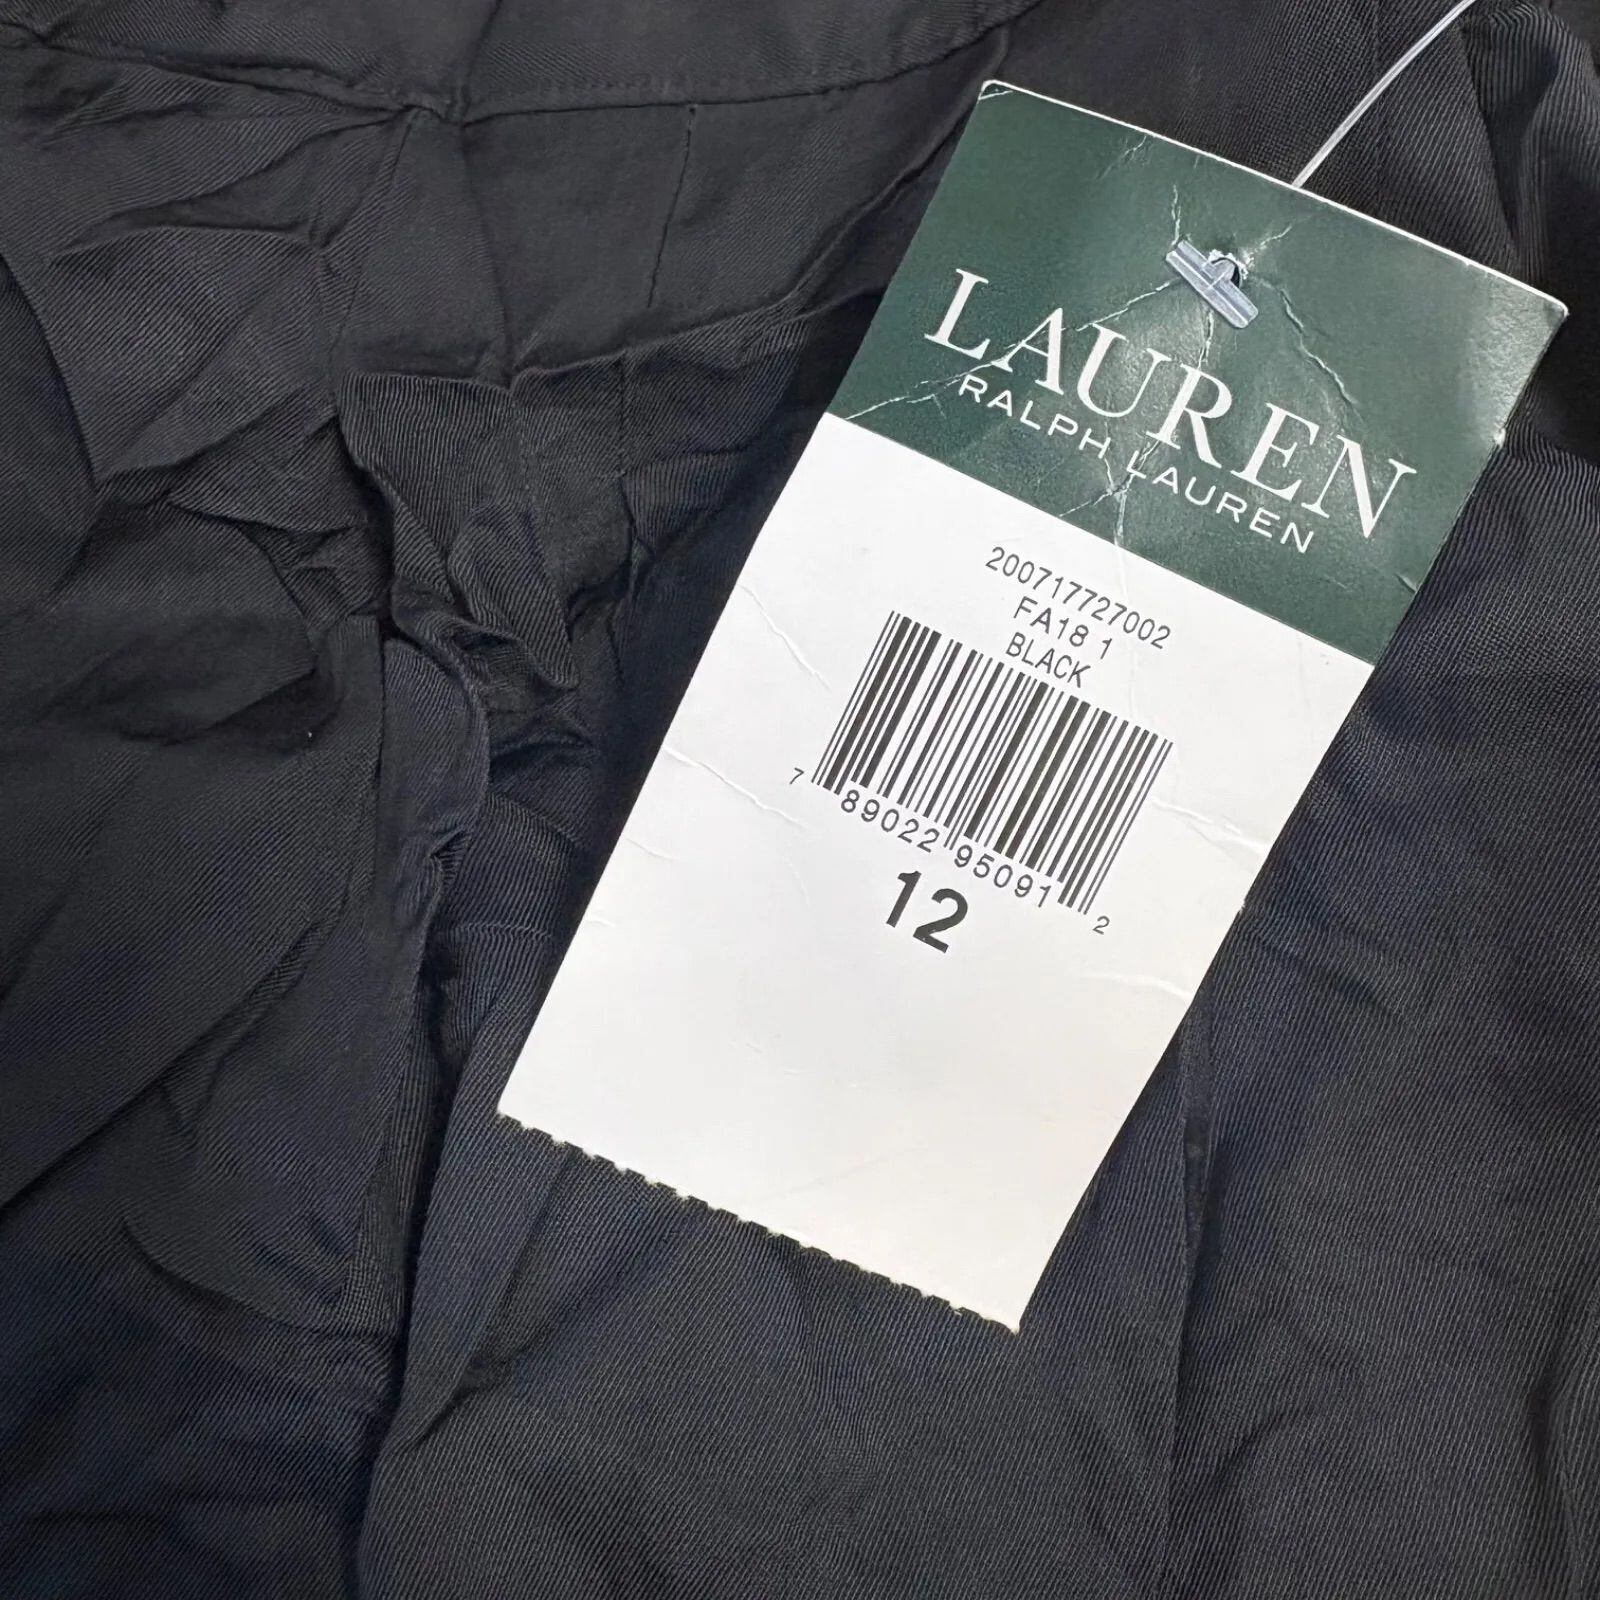 LAUREN
RALPH LAUREN
200717727002
FA18 1
BLACK
7 89022 95091 2
12